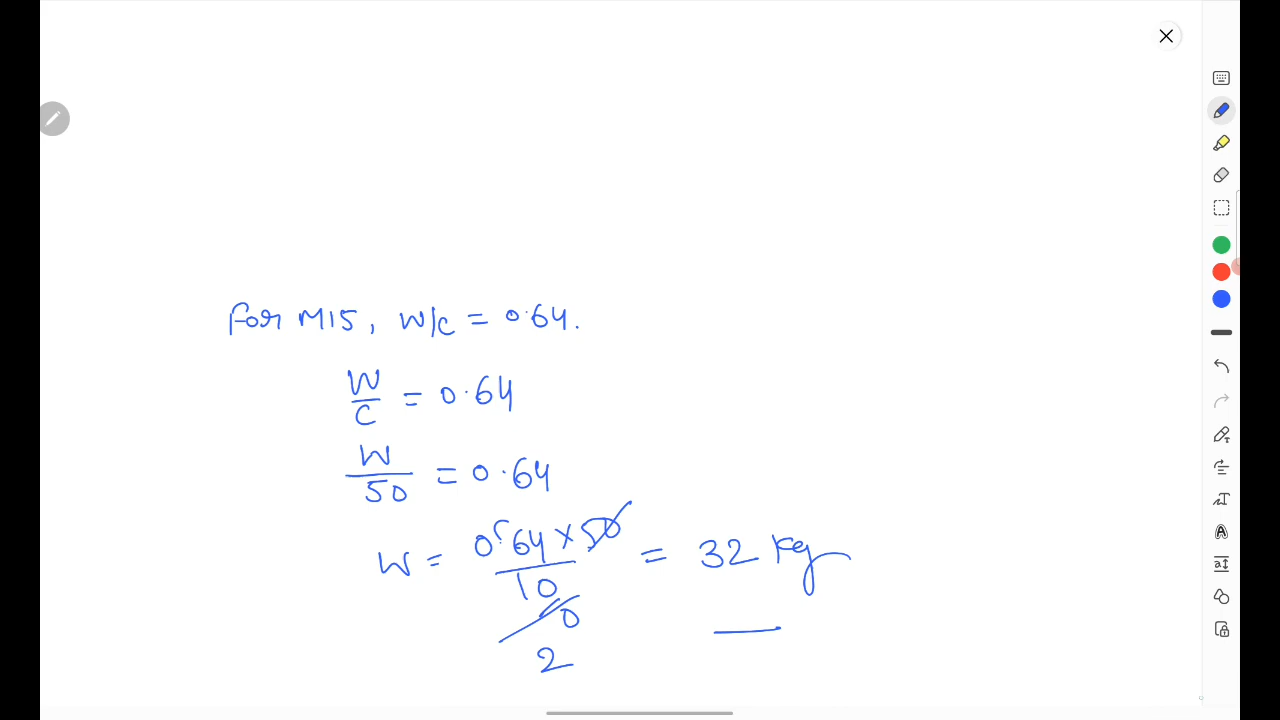 For M15, W/C = 0.64.
W/C = 0.64
W/50 = 0.64
W = 0.64 x 50 / 100 = 32 kg
2